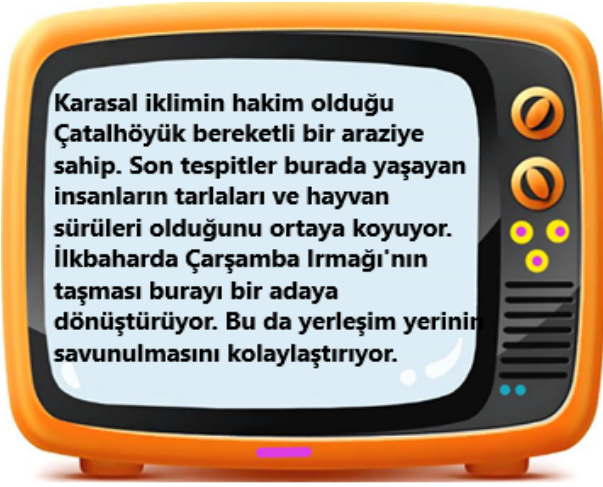 Karasal iklimin hakim olduğu
Çatalhöyük bereketli bir araziye
sahip. Son tespitler burada yaşayan
insanların tarlaları ve hayvan
sürüleri olduğunu ortaya koyuyor.
İlkbaharda Çarşamba Irmağı'nın
taşması burayı bir adaya
dönüştürüyor. Bu da yerleşim yerinin
savunulmasını kolaylaştırıyor.